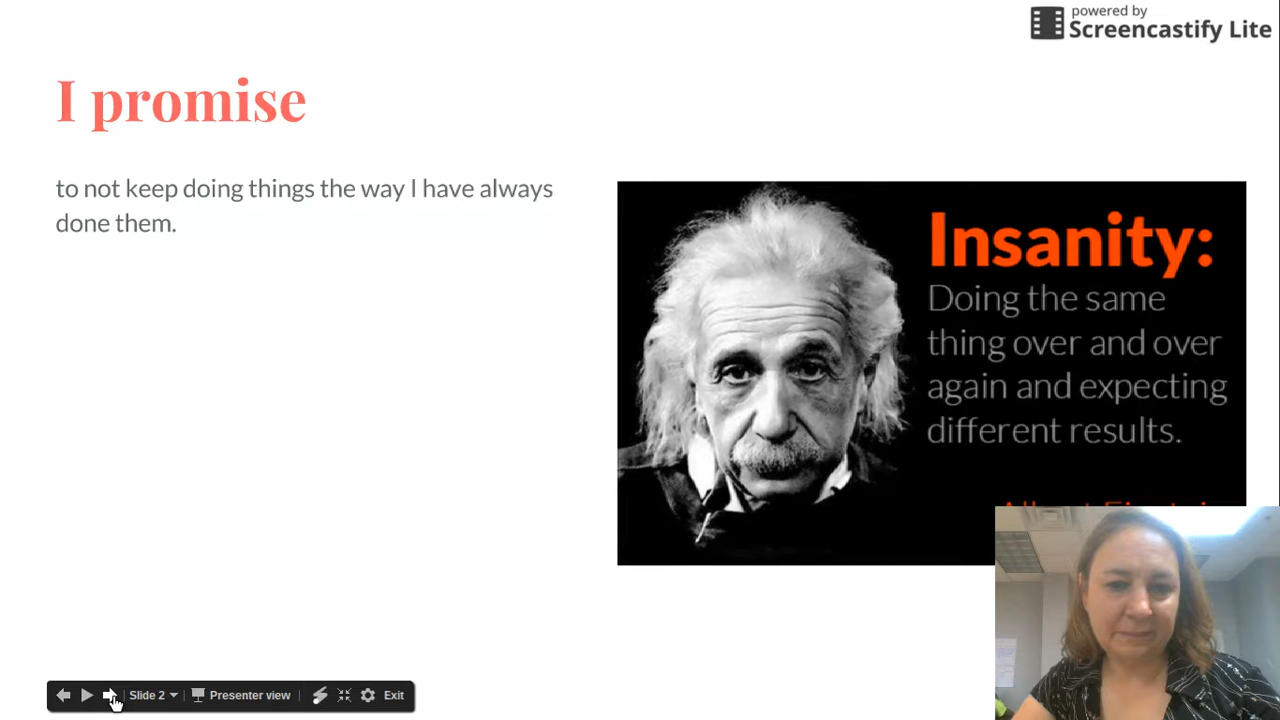 powered by
Screencastify Lite
I promise
to not keep doing things the way I have always
done them.
Insanity:
Doing the same
thing over and over
again and expecting
different results.
Slide 2
Presenter view
Exit